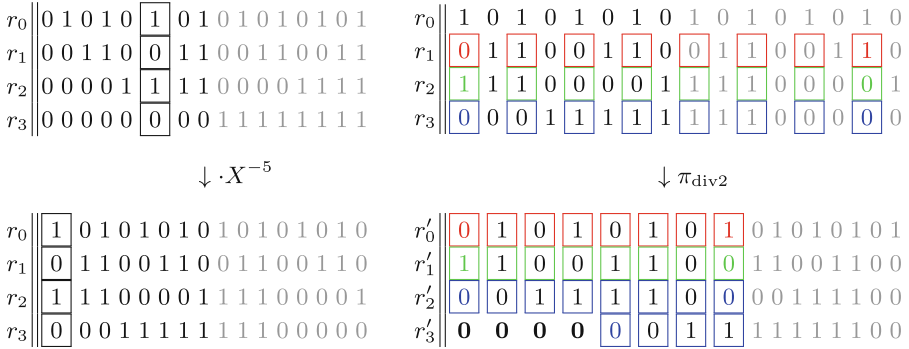 r₀ 0 1 0 1 0 1 0 1 0 1 0 1 0 1 0 1 r₀ 1 0 1 0 1 0 1 0 1 0 1 0 1 0 1 0
r₁ 0 0 1 1 0 0 1 1 0 0 1 1 0 0 1 1 r₁ 0 1 1 0 0 1 1 0 0 1 1 0 0 1 1 0
r₂ 0 0 0 0 1 1 1 1 0 0 0 0 1 1 1 1 r₂ 1 1 1 0 0 0 0 1 1 1 1 0 0 0 0 1
r₃ 0 0 0 0 0 0 0 0 1 1 1 1 1 1 1 1 r₃ 0 0 0 1 1 1 1 1 1 1 1 0 0 0 0 0
↓ ·X⁻⁵ ↓ π_div2
r₀ 1 0 1 0 1 0 1 0 1 0 1 0 1 0 1 0 r′₀ 0 1 0 1 0 1 0 1 0 1 0 1 0 1 0 1
r₁ 0 1 1 0 0 1 1 0 0 1 1 0 0 1 1 0 r′₁ 1 1 0 0 1 1 0 0 1 1 0 0 1 1 0 0
r₂ 1 1 1 0 0 0 0 1 1 1 1 0 0 0 0 1 r′₂ 0 0 1 1 1 1 0 0 0 0 1 1 1 1 0 0
r₃ 0 0 0 1 1 1 1 1 1 1 1 0 0 0 0 0 r′₃ 0 0 0 0 0 0 1 1 1 1 1 1 1 1 0 0